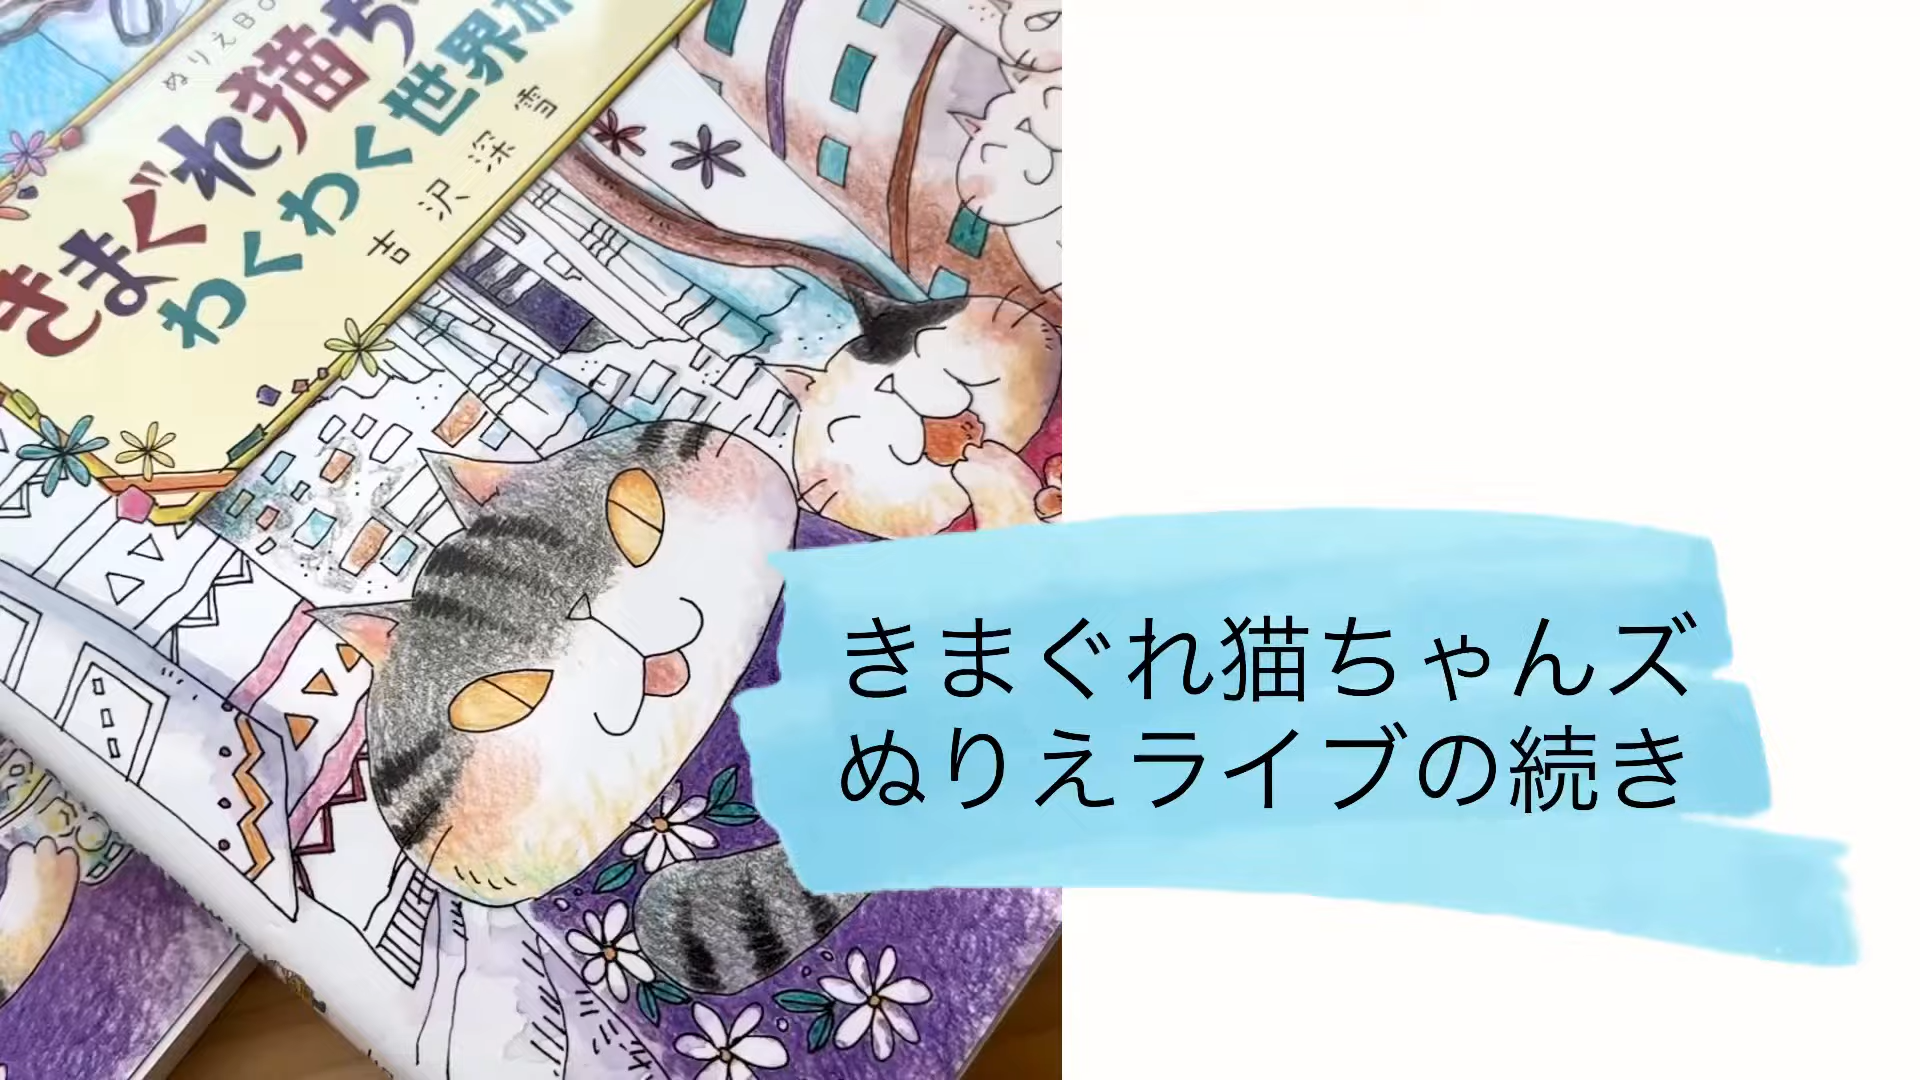 ぬりえBo
きまぐれ猫ち
わくわく世界旅
吉沢深雪
きまぐれ猫ちゃんズ
ぬりえライブの続き